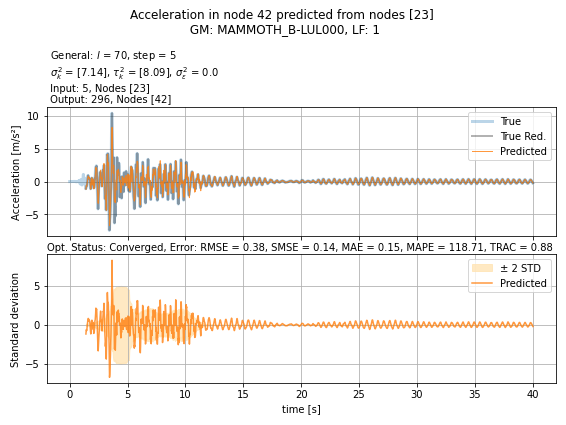 Acceleration in node 42 predicted from nodes [23]
GM: MAMMOTH_B-LUL000, LF: 1
General: l = 70, step = 5
σ²ₖ = [7.14], τ²ₖ = [8.09], σ²ε = 0.0
Input: 5, Nodes [23]
Output: 296, Nodes [42]
Acceleration [m/s²]
10
5
0
−5
True
True Red.
Predicted
Opt. Status: Converged, Error: RMSE = 0.38, SMSE = 0.14, MAE = 0.15, MAPE = 118.71, TRAC = 0.88
Standard deviation
5
0
−5
± 2 STD
Predicted
0 5 10 15 20 25 30 35 40
time [s]